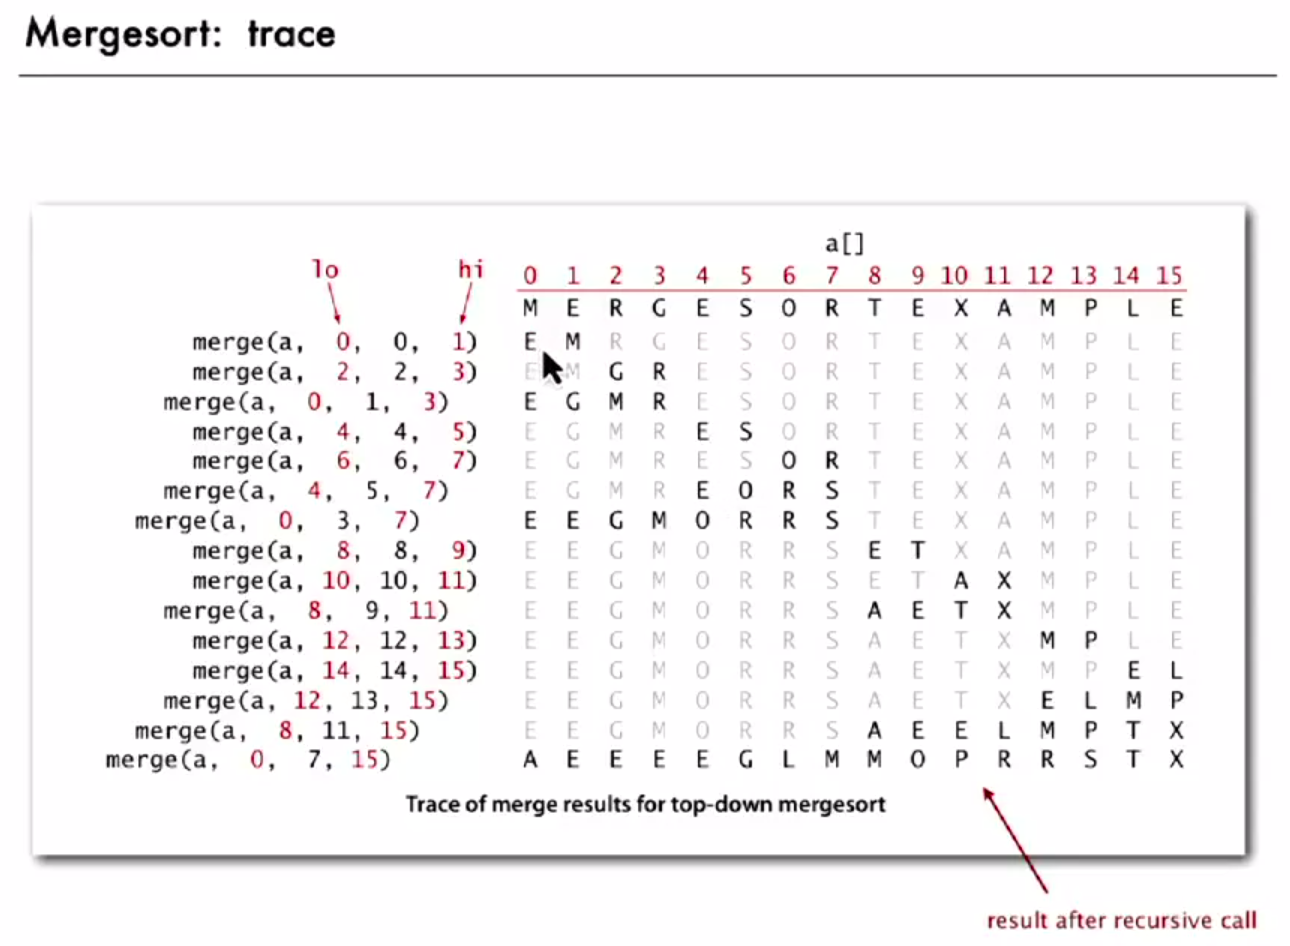 Mergesort: trace
a[]
lo hi 0 1 2 3 4 5 6 7 8 9 10 11 12 13 14 15
M E R G E S O R T E X A M P L E
merge(a, 0, 0, 1) E M R G E S O R T E X A M P L E
merge(a, 2, 2, 3) E M G R E S O R T E X A M P L E
merge(a, 0, 1, 3) E G M R E S O R T E X A M P L E
merge(a, 4, 4, 5) E G M R E S O R T E X A M P L E
merge(a, 6, 6, 7) E G M R E S O R T E X A M P L E
merge(a, 4, 5, 7) E G M R E O R S T E X A M P L E
merge(a, 0, 3, 7) E E G M O R R S T E X A M P L E
merge(a, 8, 8, 9) E E G M O R R S E T X A M P L E
merge(a, 10, 10, 11) E E G M O R R S E T A X M P L E
merge(a, 8, 9, 11) E E G M O R R S A E T X M P L E
merge(a, 12, 12, 13) E E G M O R R S A E T X M P L E
merge(a, 14, 14, 15) E E G M O R R S A E T X M P E L
merge(a, 12, 13, 15) E E G M O R R S A E T X E L M P
merge(a, 8, 11, 15) E E G M O R R S A E E L M P T X
merge(a, 0, 7, 15) A E E E E G L M M O P R R S T X
Trace of merge results for top-down mergesort
result after recursive call